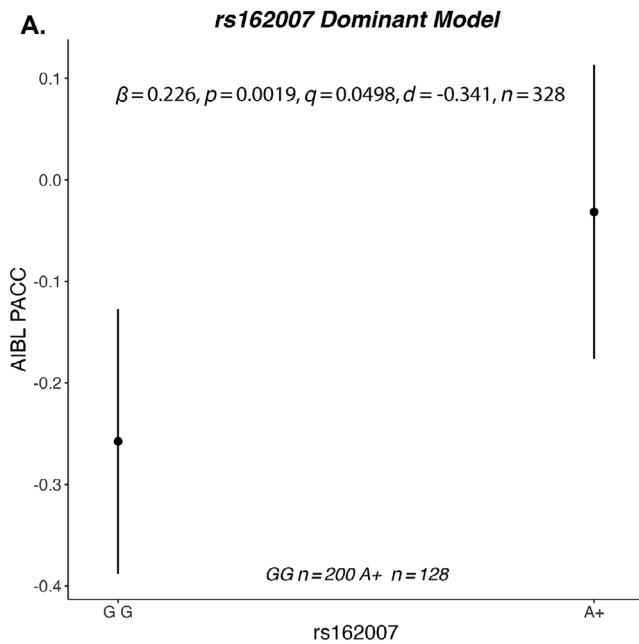 A.
rs162007 Dominant Model
β = 0.226, p = 0.0019, q = 0.0498, d = -0.341, n = 328
0.1
0.0
-0.1
-0.2
-0.3
-0.4
AIBL PACC
GG n = 200 A+ n = 128
G G
A+
rs162007